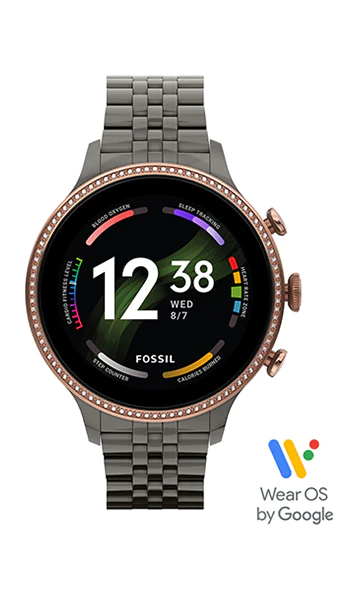 BLOOD OXYGEN
SLEEP TRACKING
CARDIO FITNESS LEVEL
HEART RATE ZONE
12 38
WED
8/7
FOSSIL
STEP COUNTER
CALORIES BURNED
Wear OS
by Google